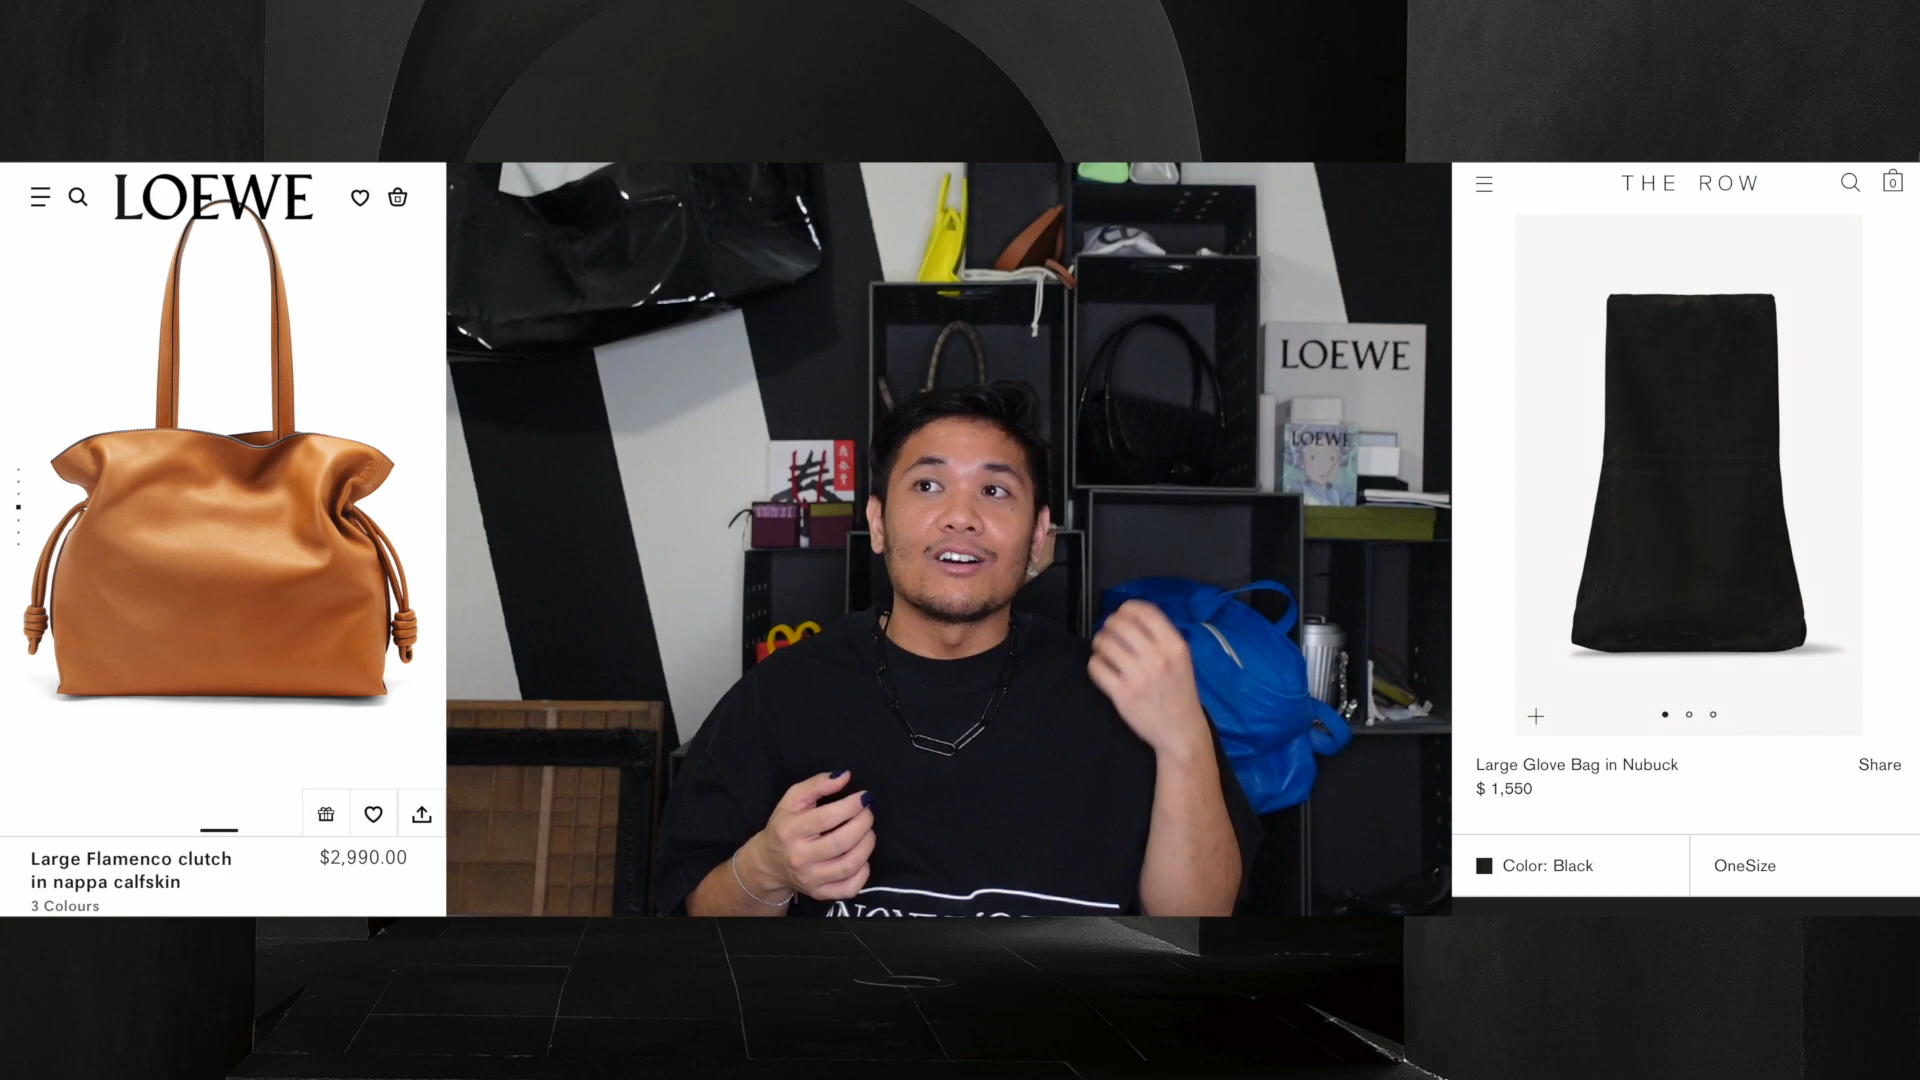 LOEWE
Large Flamenco clutch
in nappa calfskin
$2,990.00
3 Colours
LOEWE
LOEWE
THE ROW
0
Large Glove Bag in Nubuck
Share
$ 1,550
Color: Black
OneSize